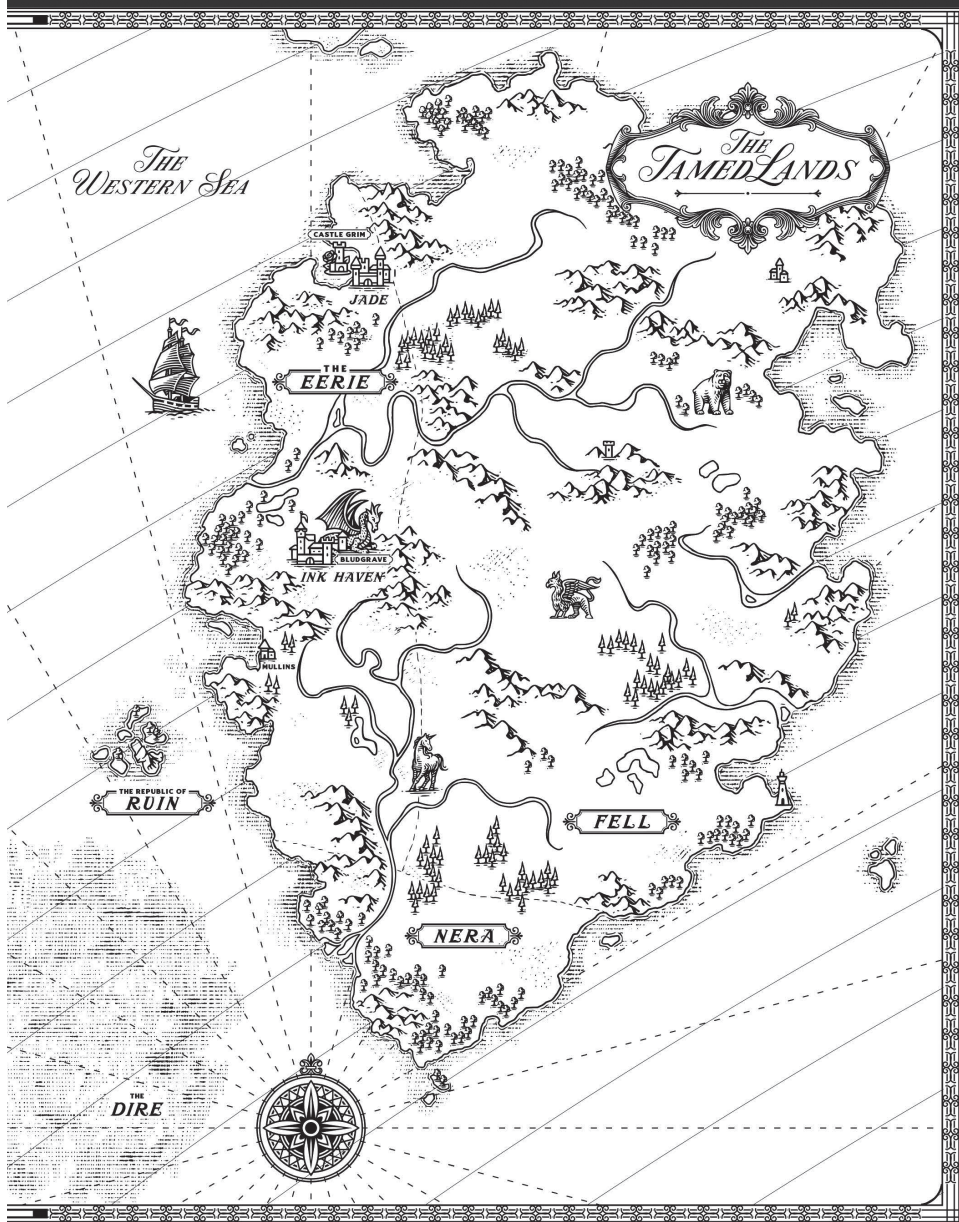 THE
WESTERN SEA
THE
TAMED LANDS
CASTLE GRIM
JADE
THE
EERIE
BLUDGRAVE
INK HAVEN
MULLINS
THE REPUBLIC OF
RUIN
FELL
NERA
THE
DIRE